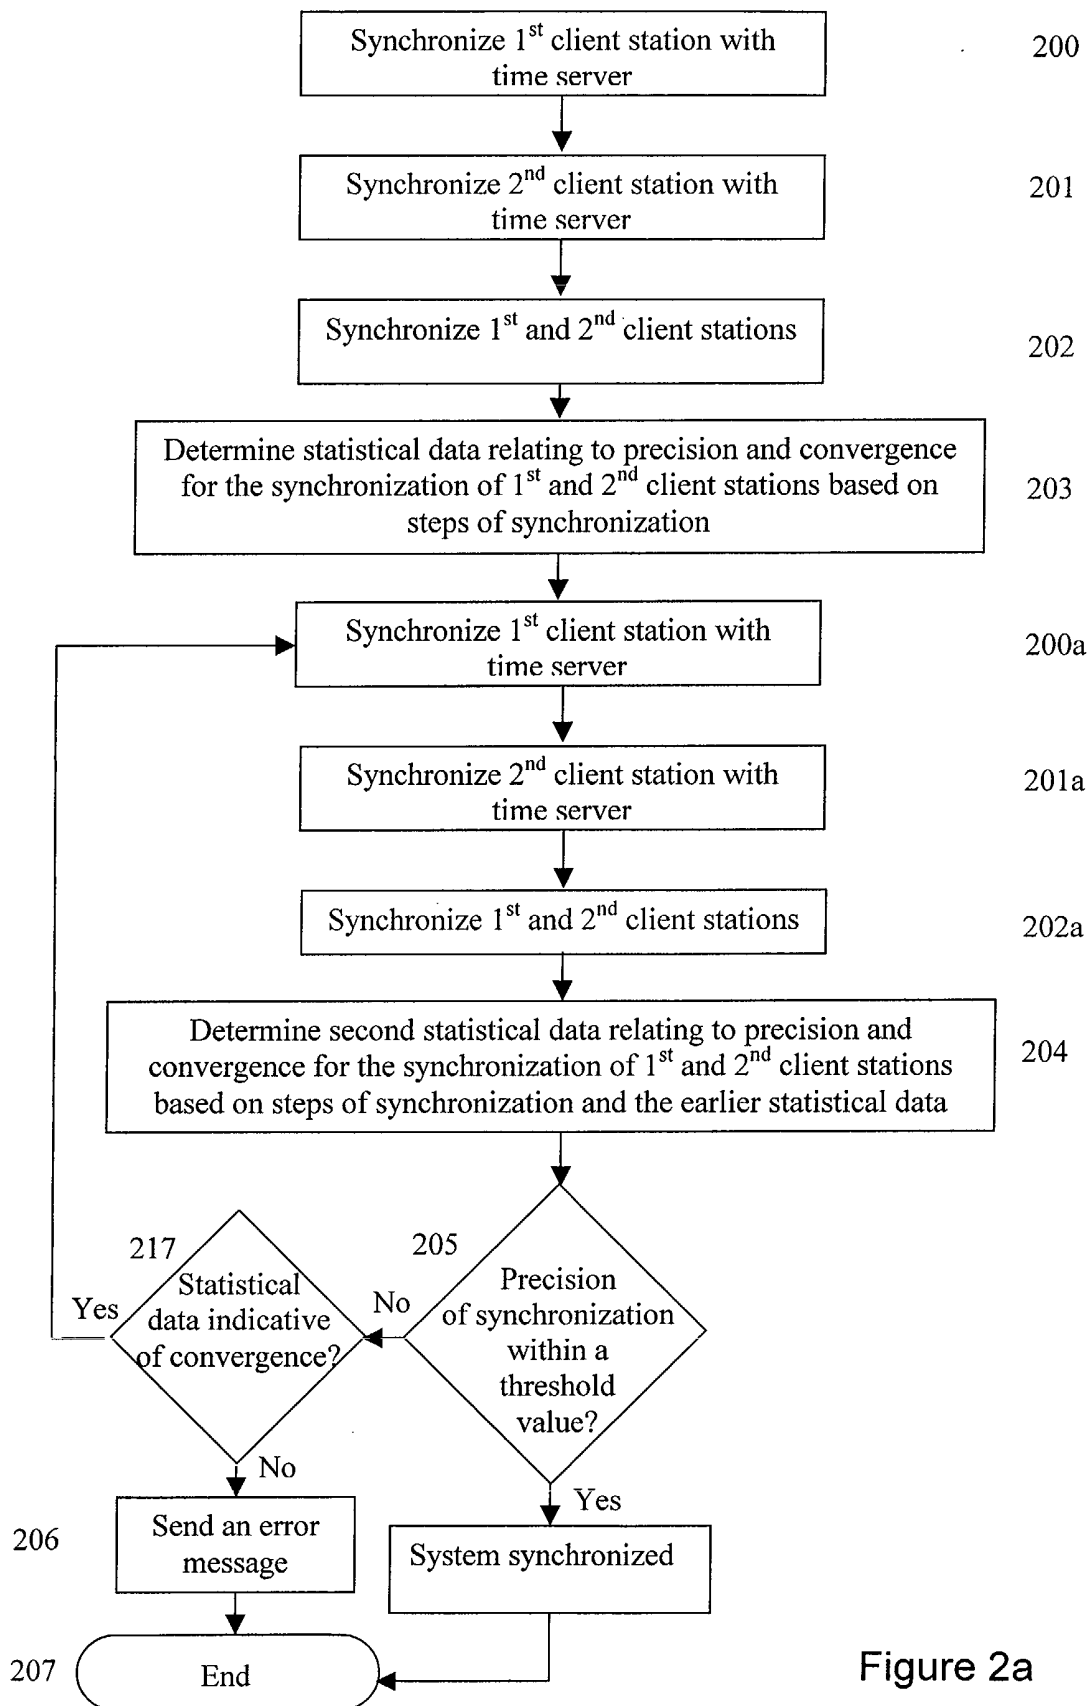 Synchronize 1st client station with
time server
200
Synchronize 2nd client station with
time server
201
Synchronize 1st and 2nd client stations
202
Determine statistical data relating to precision and convergence
for the synchronization of 1st and 2nd client stations based on
steps of synchronization
203
Synchronize 1st client station with
time server
200a
Synchronize 2nd client station with
time server
201a
Synchronize 1st and 2nd client stations
202a
Determine second statistical data relating to precision and
convergence for the synchronization of 1st and 2nd client stations
based on steps of synchronization and the earlier statistical data
204
217
Statistical
data indicative
of convergence?
Yes
No
205
Precision
of synchronization
within a
threshold
value?
No
Yes
206
Send an error
message
System synchronized
207
End
Figure 2a